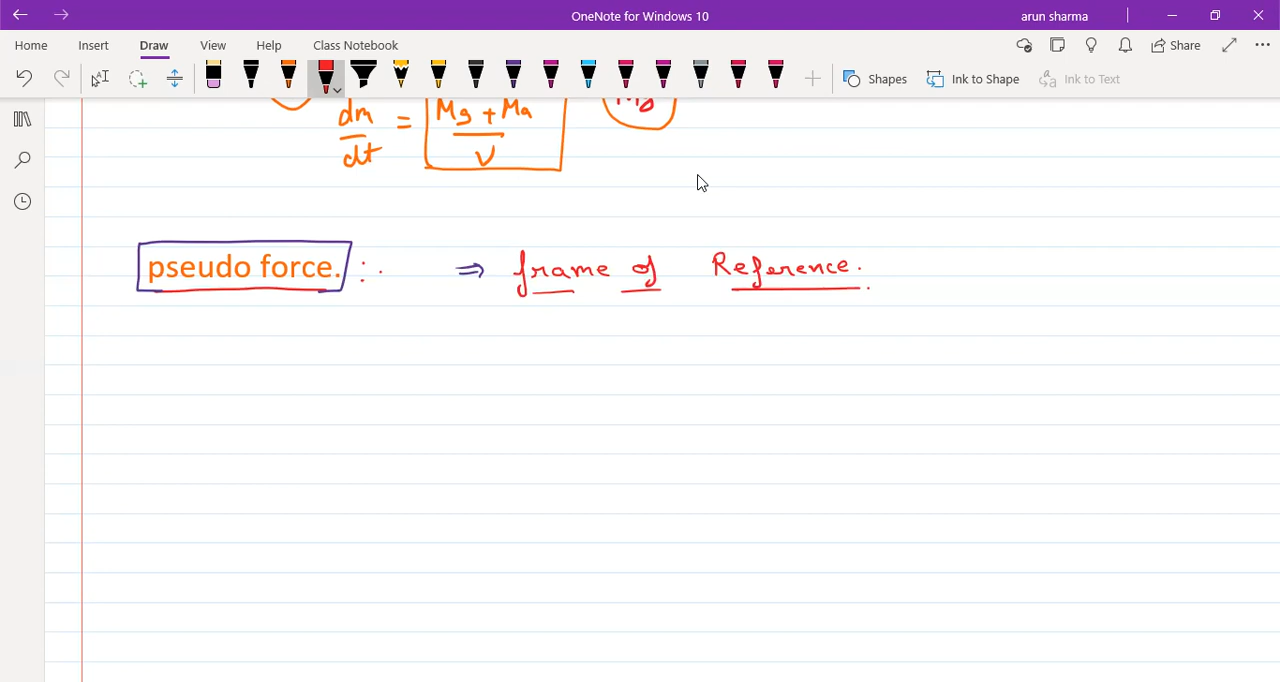 OneNote for Windows 10
arun sharma
Home Insert Draw View Help Class Notebook Share
Shapes Ink to Shape Ink to Text
dm/dt = Mg + Ma / v
Mg
pseudo force. : . ⇒ frame of Reference.